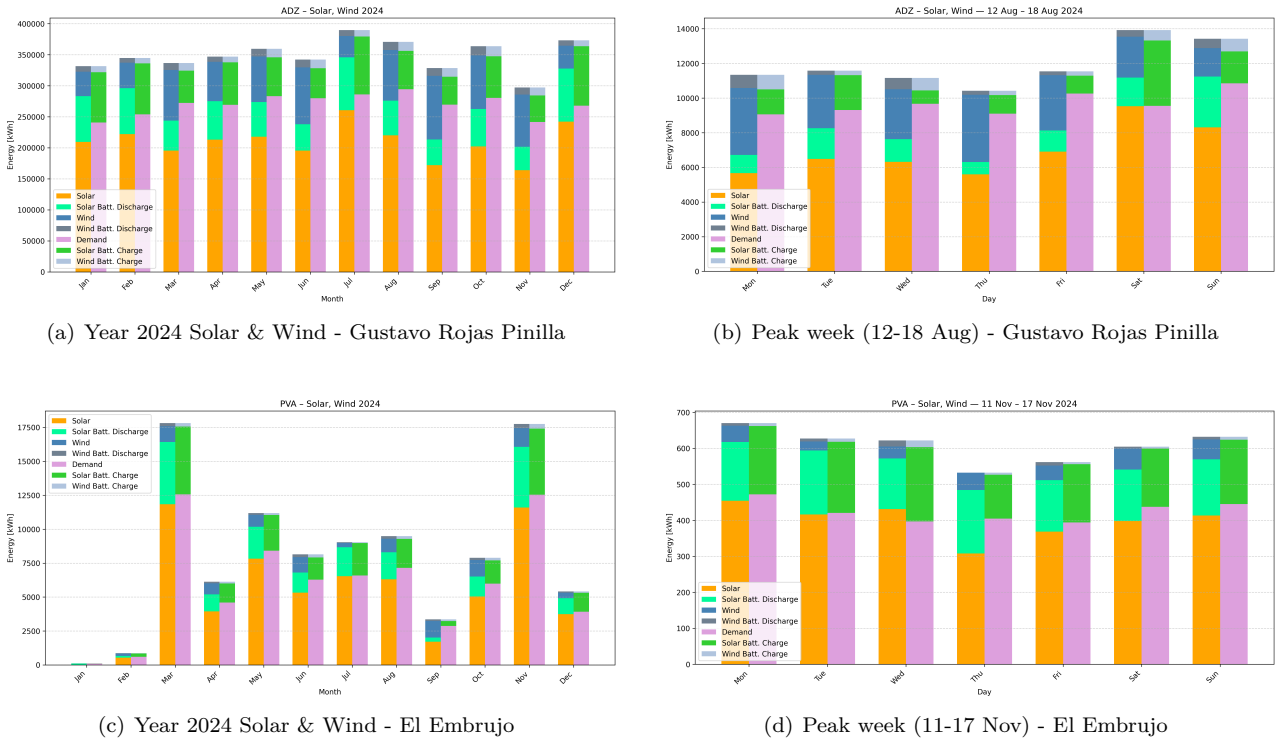 ADZ – Solar, Wind 2024
Energy [kWh]
400000
350000
300000
250000
200000
150000
100000
50000
0
Solar
Solar Batt. Discharge
Wind
Wind Batt. Discharge
Demand
Solar Batt. Charge
Wind Batt. Charge
Jan Feb Mar Apr May Jun Jul Aug Sep Oct Nov Dec
Month
(a) Year 2024 Solar & Wind - Gustavo Rojas Pinilla
ADZ – Solar, Wind — 12 Aug – 18 Aug 2024
Energy [kWh]
14000
12000
10000
8000
6000
4000
2000
0
Solar
Solar Batt. Discharge
Wind
Wind Batt. Discharge
Demand
Solar Batt. Charge
Wind Batt. Charge
Mon Tue Wed Thu Fri Sat Sun
Day
(b) Peak week (12-18 Aug) - Gustavo Rojas Pinilla
PVA – Solar, Wind 2024
Energy [kWh]
17500
15000
12500
10000
7500
5000
2500
0
Solar
Solar Batt. Discharge
Wind
Wind Batt. Discharge
Demand
Solar Batt. Charge
Wind Batt. Charge
Jan Feb Mar Apr May Jun Jul Aug Sep Oct Nov Dec
Month
(c) Year 2024 Solar & Wind - El Embrujo
PVA – Solar, Wind — 11 Nov – 17 Nov 2024
Energy [kWh]
700
600
500
400
300
200
100
0
Solar
Solar Batt. Discharge
Wind
Wind Batt. Discharge
Demand
Solar Batt. Charge
Wind Batt. Charge
Mon Tue Wed Thu Fri Sat Sun
Day
(d) Peak week (11-17 Nov) - El Embrujo